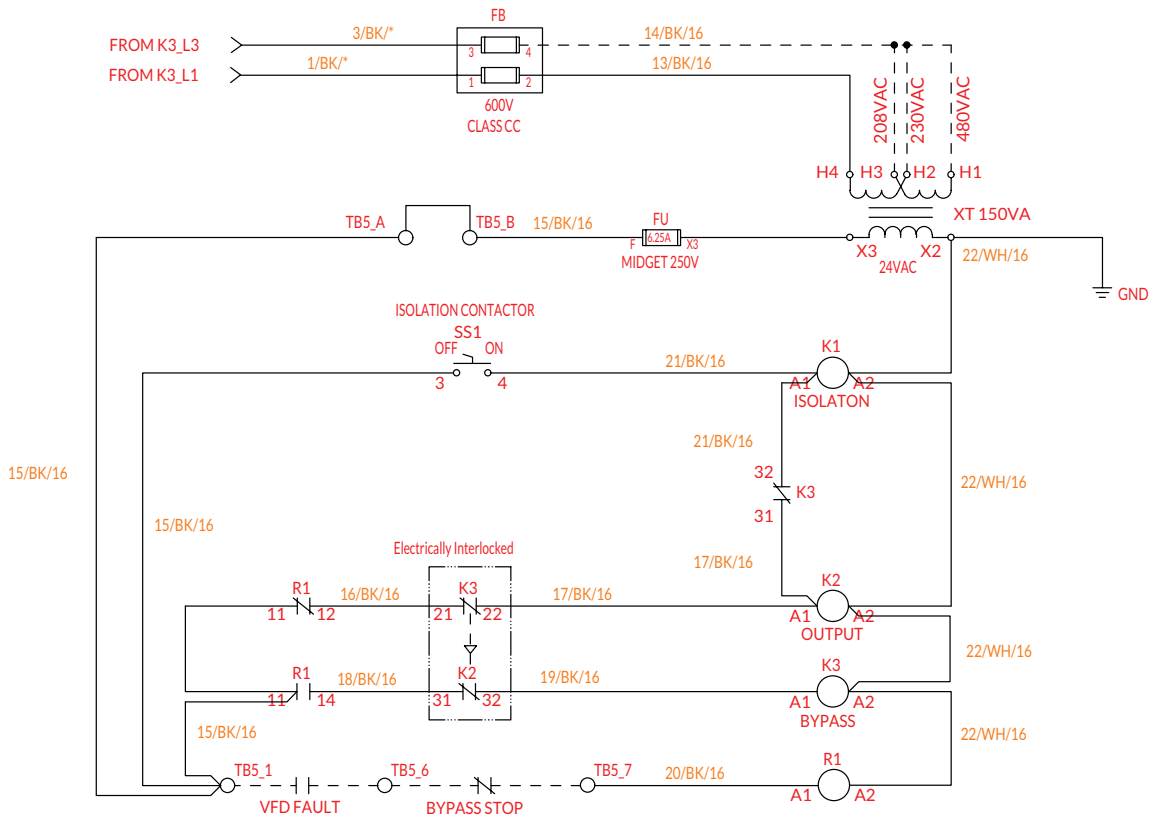 FB
FROM K3_L3
3/BK/*
3
4
14/BK/16
FROM K3_L1
1/BK/*
1
2
13/BK/16
600V
CLASS CC
208VAC
230VAC
480VAC
H4
H3
H2
H1
XT 150VA
TB5_A
TB5_B
15/BK/16
FU
F
6.25A
X3
MIDGET 250V
X3
X2
24VAC
22/WH/16
GND
ISOLATION CONTACTOR
SS1
OFF
ON
3
4
21/BK/16
K1
A1
A2
ISOLATON
21/BK/16
32
K3
31
15/BK/16
22/WH/16
15/BK/16
17/BK/16
Electrically Interlocked
R1
11
12
16/BK/16
K3
21
22
17/BK/16
K2
A1
A2
OUTPUT
22/WH/16
R1
11
14
18/BK/16
K2
31
32
19/BK/16
K3
A1
A2
BYPASS
15/BK/16
22/WH/16
TB5_1
VFD FAULT
TB5_6
BYPASS STOP
TB5_7
20/BK/16
R1
A1
A2